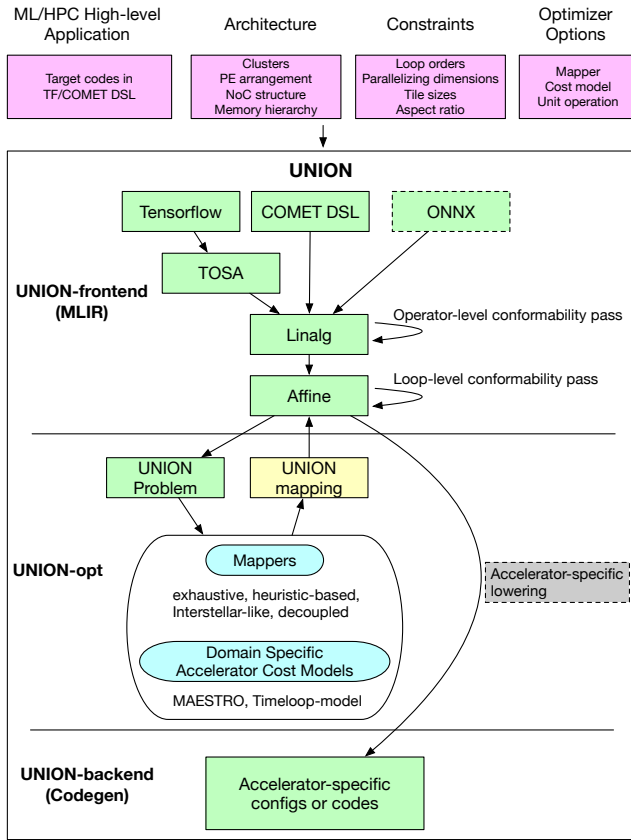 ML/HPC High-level
Application
Architecture
Constraints
Optimizer
Options
Target codes in
TF/COMET DSL
Clusters
PE arrangement
NoC structure
Memory hierarchy
Loop orders
Parallelizing dimensions
Tile sizes
Aspect ratio
Mapper
Cost model
Unit operation
UNION
Tensorflow
COMET DSL
ONNX
TOSA
UNION-frontend
(MLIR)
Linalg
Operator-level conformability pass
Affine
Loop-level conformability pass
UNION
Problem
UNION
mapping
UNION-opt
Mappers
exhaustive, heuristic-based,
Interstellar-like, decoupled
Domain Specific
Accelerator Cost Models
MAESTRO, Timeloop-model
Accelerator-specific
lowering
UNION-backend
(Codegen)
Accelerator-specific
configs or codes